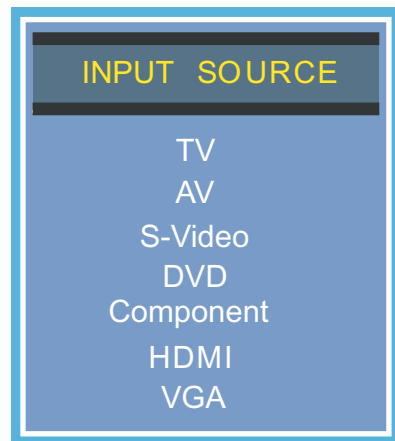 INPUT SOURCE
TV
AV
S-Video
DVD
Component
HDMI
VGA